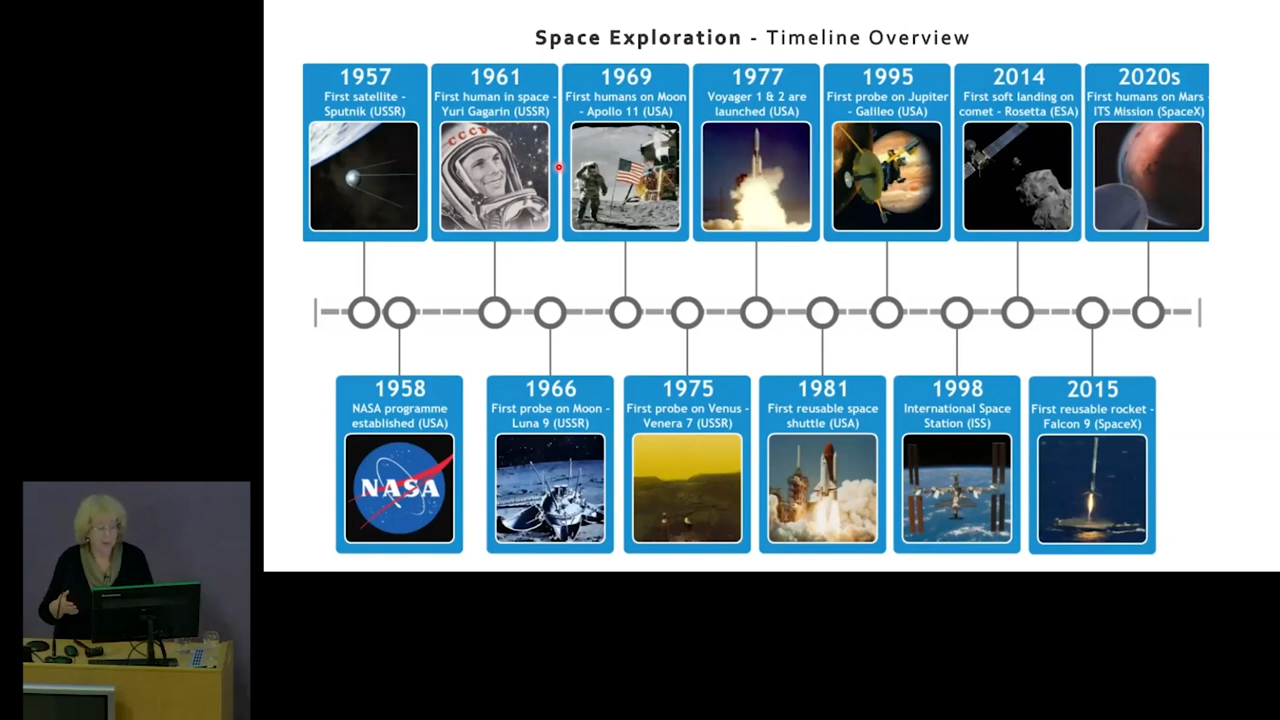 Space Exploration - Timeline Overview
1957
First satellite -
Sputnik (USSR)
1961
First human in space -
Yuri Gagarin (USSR)
CCCP
1969
First humans on Moon
- Apollo 11 (USA)
1977
Voyager 1 & 2 are
launched (USA)
1995
First probe on Jupiter
- Galileo (USA)
2014
First soft landing on
comet - Rosetta (ESA)
2020s
First humans on Mars -
ITS Mission (SpaceX)
1958
NASA programme
established (USA)
NASA
1966
First probe on Moon -
Luna 9 (USSR)
1975
First probe on Venus -
Venera 7 (USSR)
1981
First reusable space
shuttle (USA)
1998
International Space
Station (ISS)
2015
First reusable rocket -
Falcon 9 (SpaceX)